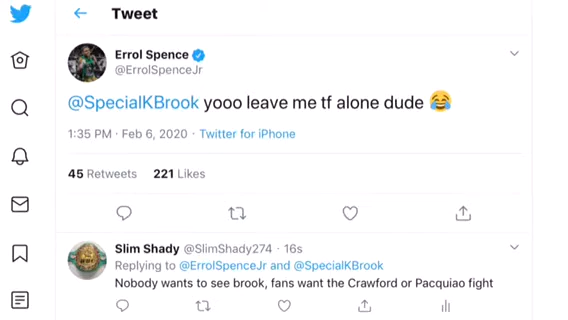 Tweet
Errol Spence
@ErrolSpenceJr
@SpecialKBrook yooo leave me tf alone dude 😂
1:35 PM · Feb 6, 2020 · Twitter for iPhone
45 Retweets 221 Likes
Slim Shady @SlimShady274 · 16s
Replying to @ErrolSpenceJr and @SpecialKBrook
Nobody wants to see brook, fans want the Crawford or Pacquiao fight